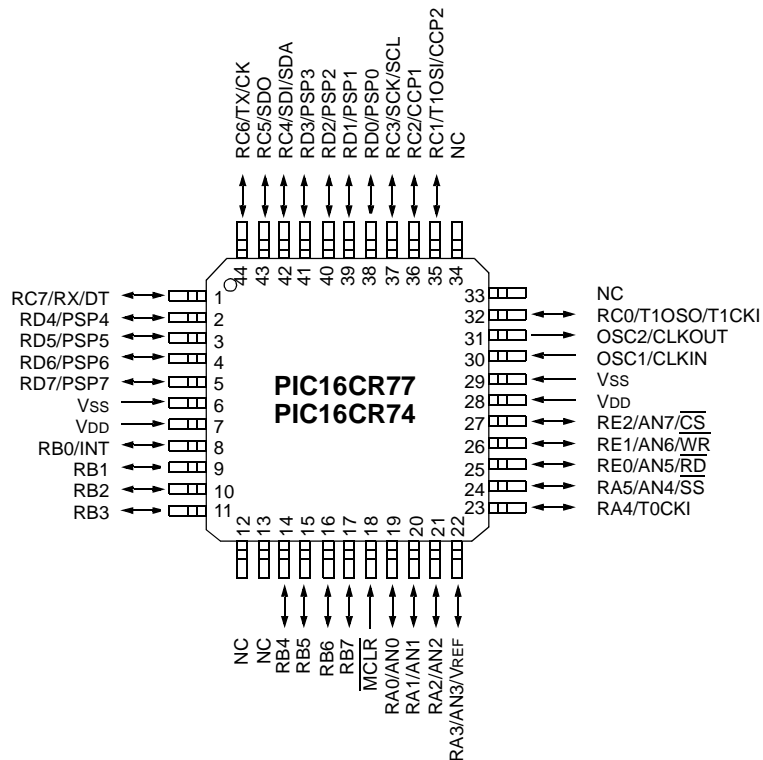 RC6/TX/CK
RC5/SDO
RC4/SDI/SDA
RD3/PSP3
RD2/PSP2
RD1/PSP1
RD0/PSP0
RC3/SCK/SCL
RC2/CCP1
RC1/T1OSI/CCP2
NC
44
43
42
41
40
39
38
37
36
35
34
RC7/RX/DT 1
RD4/PSP4 2
RD5/PSP5 3
RD6/PSP6 4
RD7/PSP7 5
VSS 6
VDD 7
RB0/INT 8
RB1 9
RB2 10
RB3 11
PIC16CR77
PIC16CR74
33 NC
32 RC0/T1OSO/T1CKI
31 OSC2/CLKOUT
30 OSC1/CLKIN
29 VSS
28 VDD
27 RE2/AN7/C̅S̅
26 RE1/AN6/W̅R̅
25 RE0/AN5/R̅D̅
24 RA5/AN4/S̅S̅
23 RA4/T0CKI
12
13
14
15
16
17
18
19
20
21
22
NC
NC
RB4
RB5
RB6
RB7
M̅C̅L̅R̅
RA0/AN0
RA1/AN1
RA2/AN2
RA3/AN3/VREF